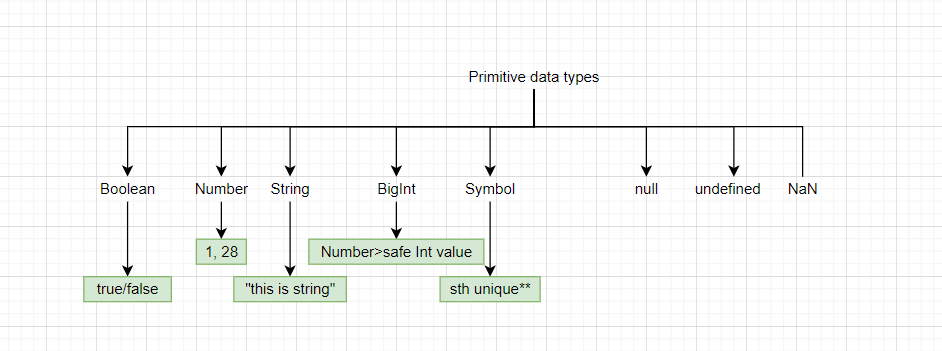 Primitive data types
Boolean
Number
String
BigInt
Symbol
null
undefined
NaN
1, 28
Number>safe Int value
true/false
"this is string"
sth unique**